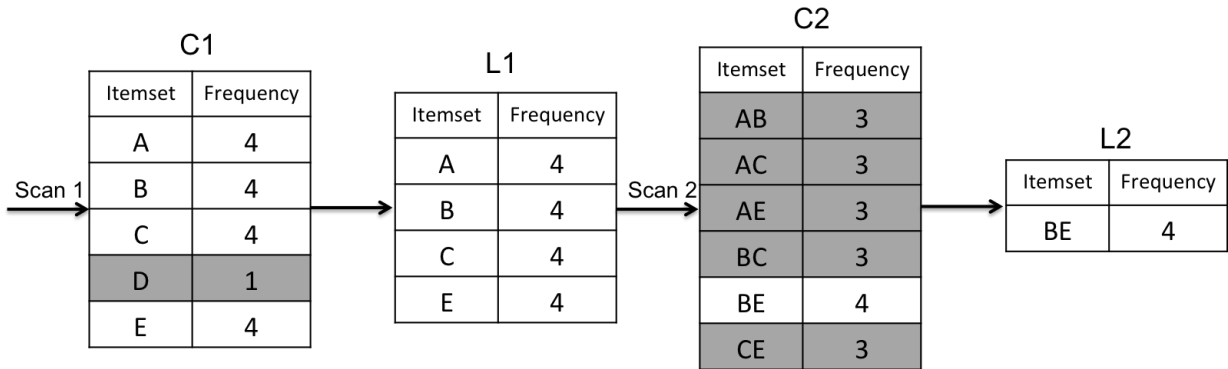 Scan 1
C1
Itemset Frequency
A 4
B 4
C 4
D 1
E 4
L1
Itemset Frequency
A 4
B 4
C 4
E 4
Scan 2
C2
Itemset Frequency
AB 3
AC 3
AE 3
BC 3
BE 4
CE 3
L2
Itemset Frequency
BE 4